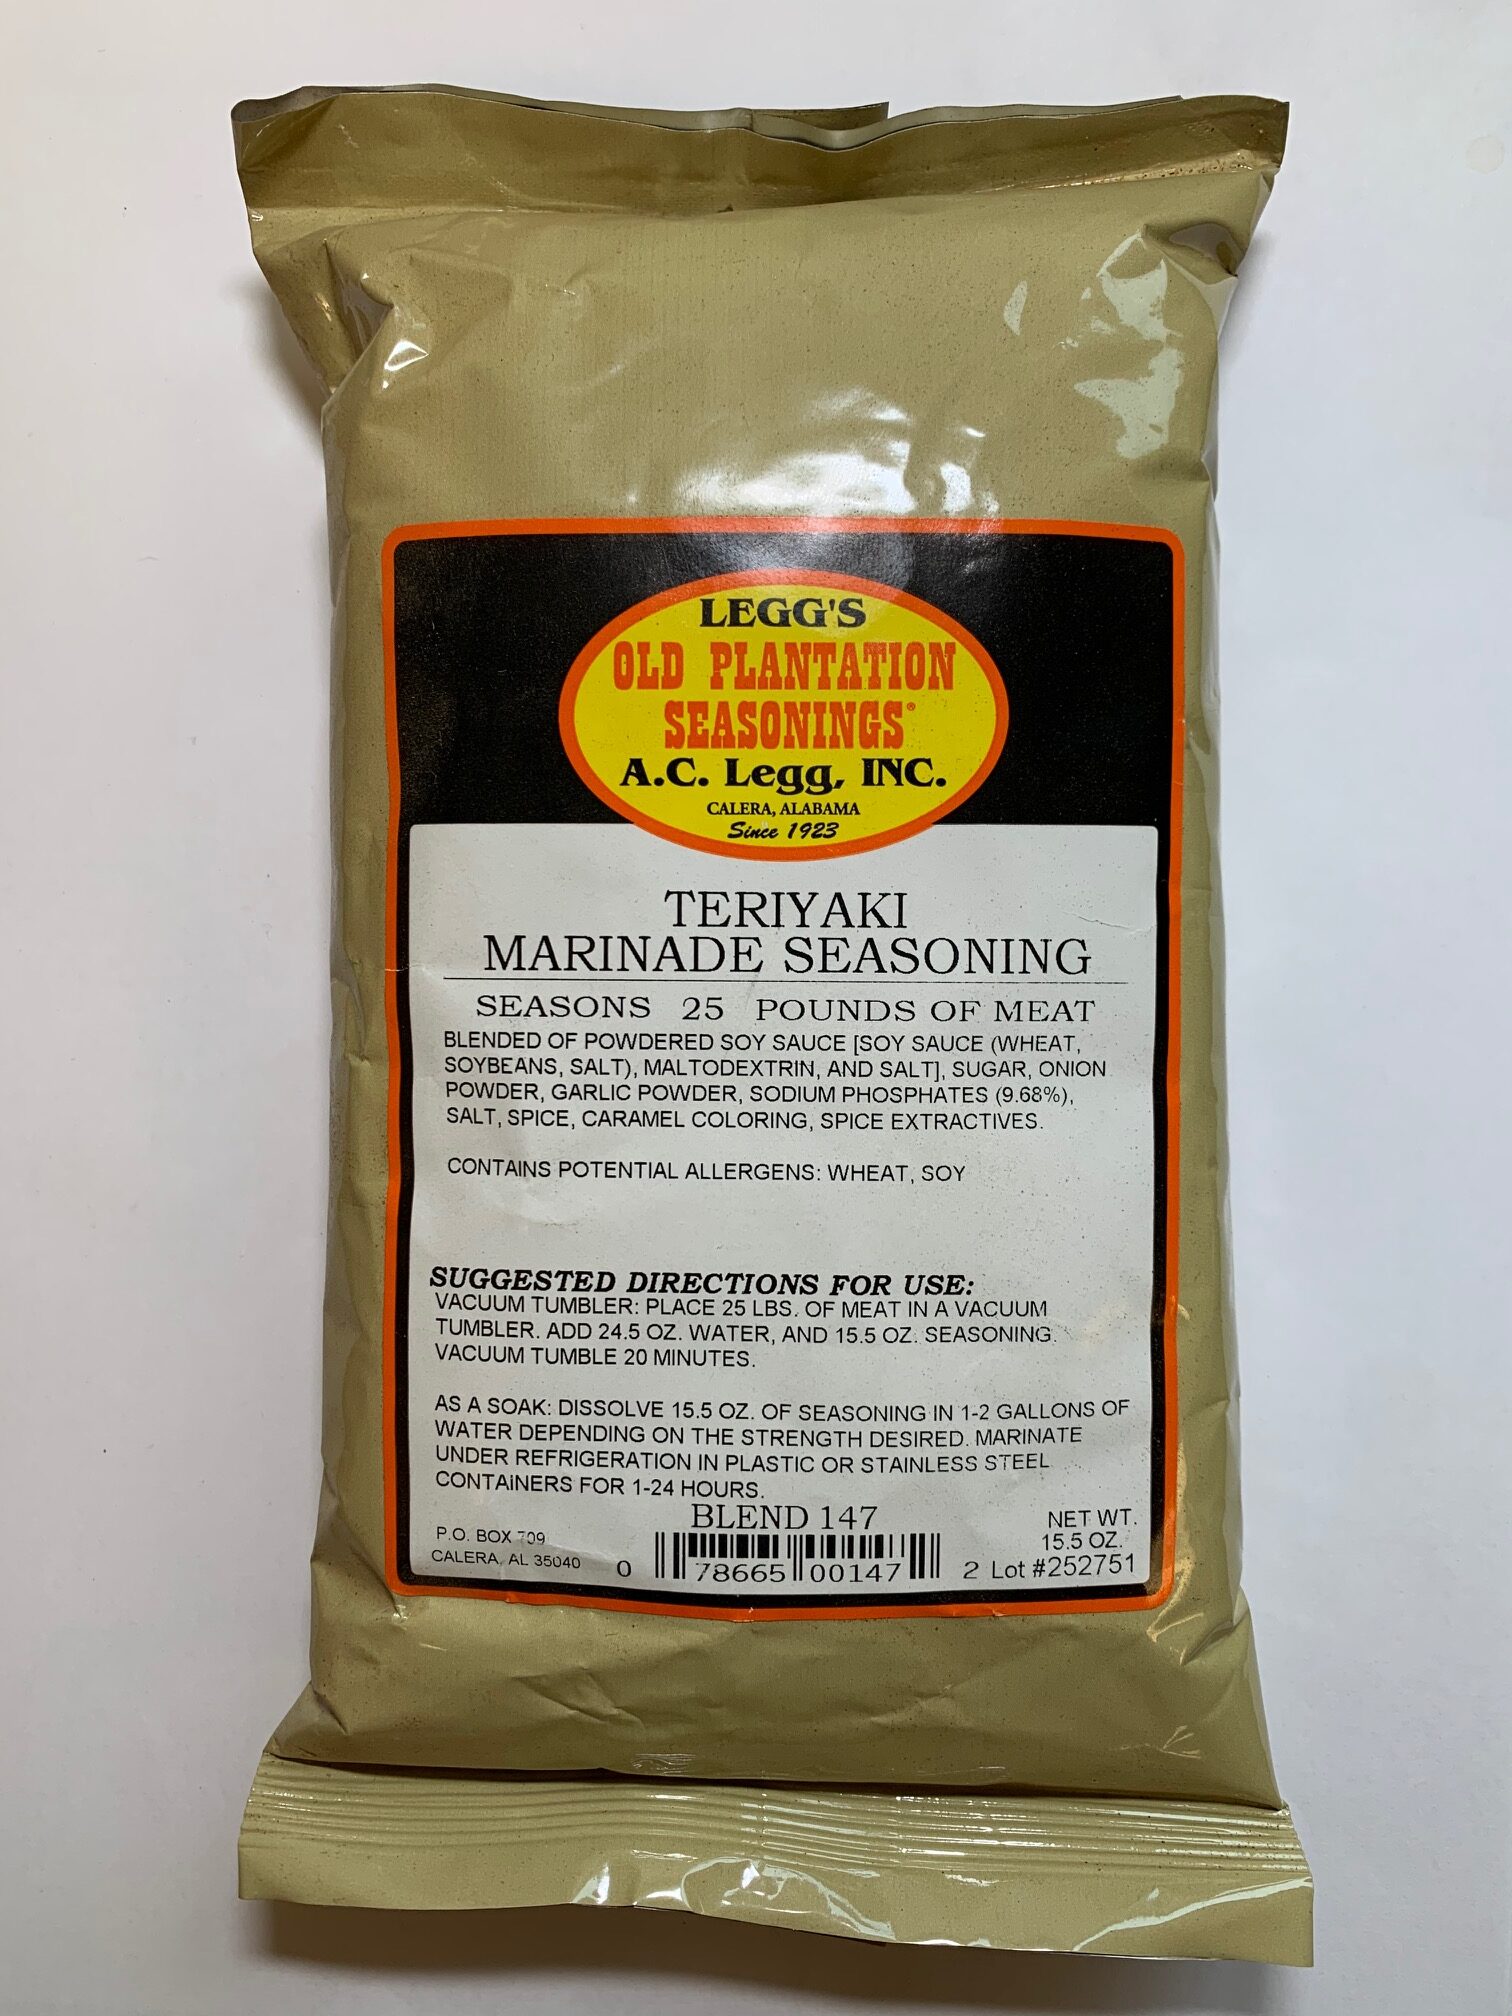 LEGG'S
OLD PLANTATION
SEASONINGS®
A.C. Legg, INC.
CALERA, ALABAMA
Since 1923
TERIYAKI
MARINADE SEASONING
SEASONS 25 POUNDS OF MEAT
BLENDED OF POWDERED SOY SAUCE [SOY SAUCE (WHEAT,
SOYBEANS, SALT), MALTODEXTRIN, AND SALT], SUGAR, ONION
POWDER, GARLIC POWDER, SODIUM PHOSPHATES (9.68%),
SALT, SPICE, CARAMEL COLORING, SPICE EXTRACTIVES.
CONTAINS POTENTIAL ALLERGENS: WHEAT, SOY
SUGGESTED DIRECTIONS FOR USE:
VACUUM TUMBLER: PLACE 25 LBS. OF MEAT IN A VACUUM
TUMBLER. ADD 24.5 OZ. WATER, AND 15.5 OZ. SEASONING.
VACUUM TUMBLE 20 MINUTES.
AS A SOAK: DISSOLVE 15.5 OZ. OF SEASONING IN 1-2 GALLONS OF
WATER DEPENDING ON THE STRENGTH DESIRED. MARINATE
UNDER REFRIGERATION IN PLASTIC OR STAINLESS STEEL
CONTAINERS FOR 1-24 HOURS.
BLEND 147
P.O. BOX 709
CALERA, AL 35040
0 78665 00147 2
NET WT.
15.5 OZ.
Lot #252751